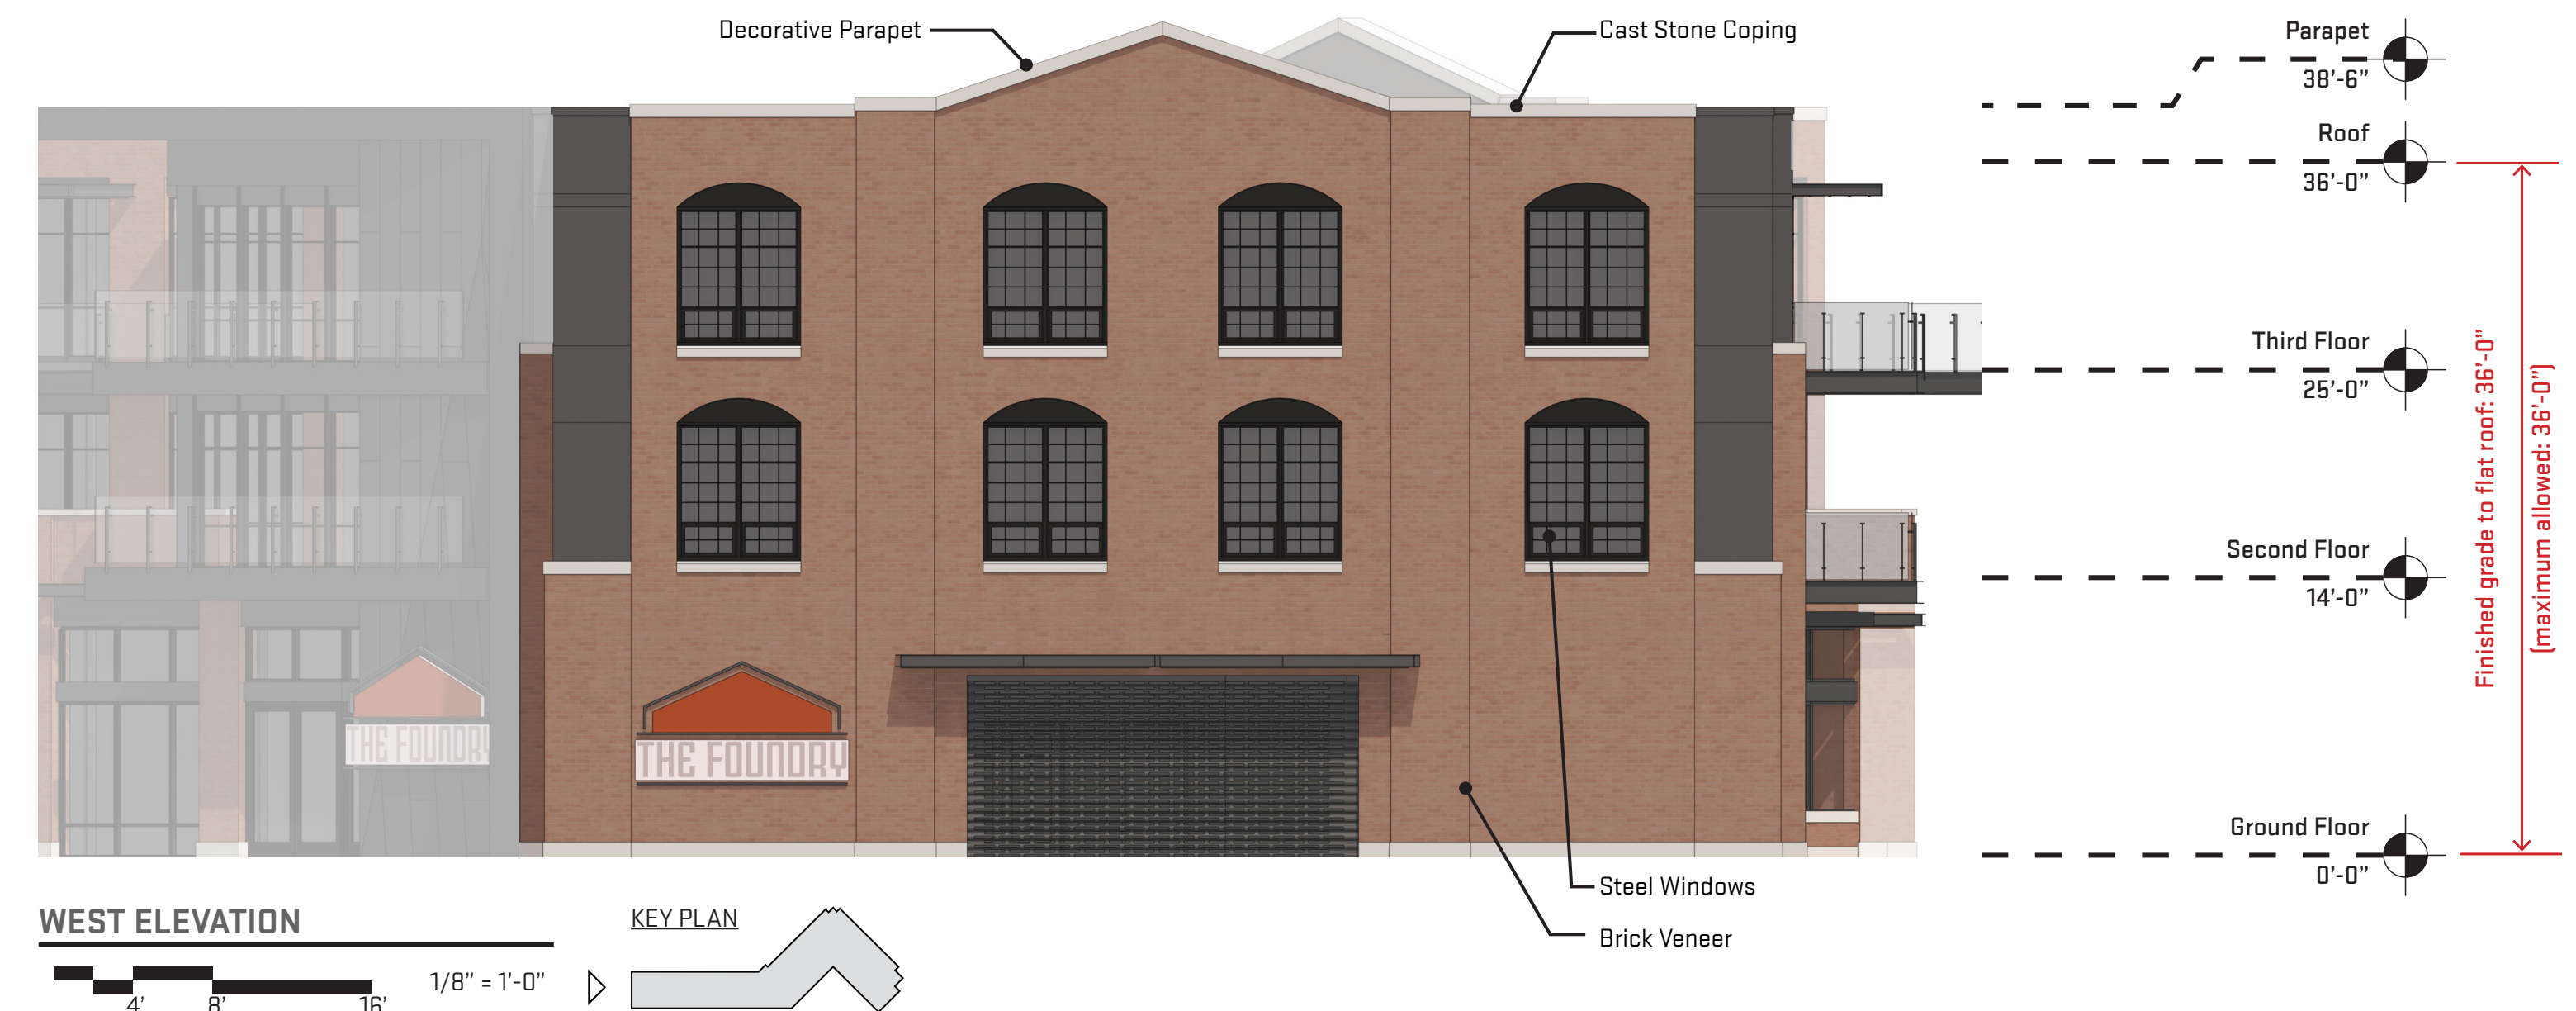 Decorative Parapet
Cast Stone Coping
Parapet
38’-6”
Roof
36’-0”
Third Floor
25’-0”
Second Floor
14’-0”
Ground Floor
0’-0”
Finished grade to flat roof: 36’-0”
(maximum allowed: 36’-0”)
THE FOUNDRY
THE FOUNDRY
Steel Windows
Brick Veneer
WEST ELEVATION
4’ 8’ 16’
1/8” = 1’-0”
KEY PLAN